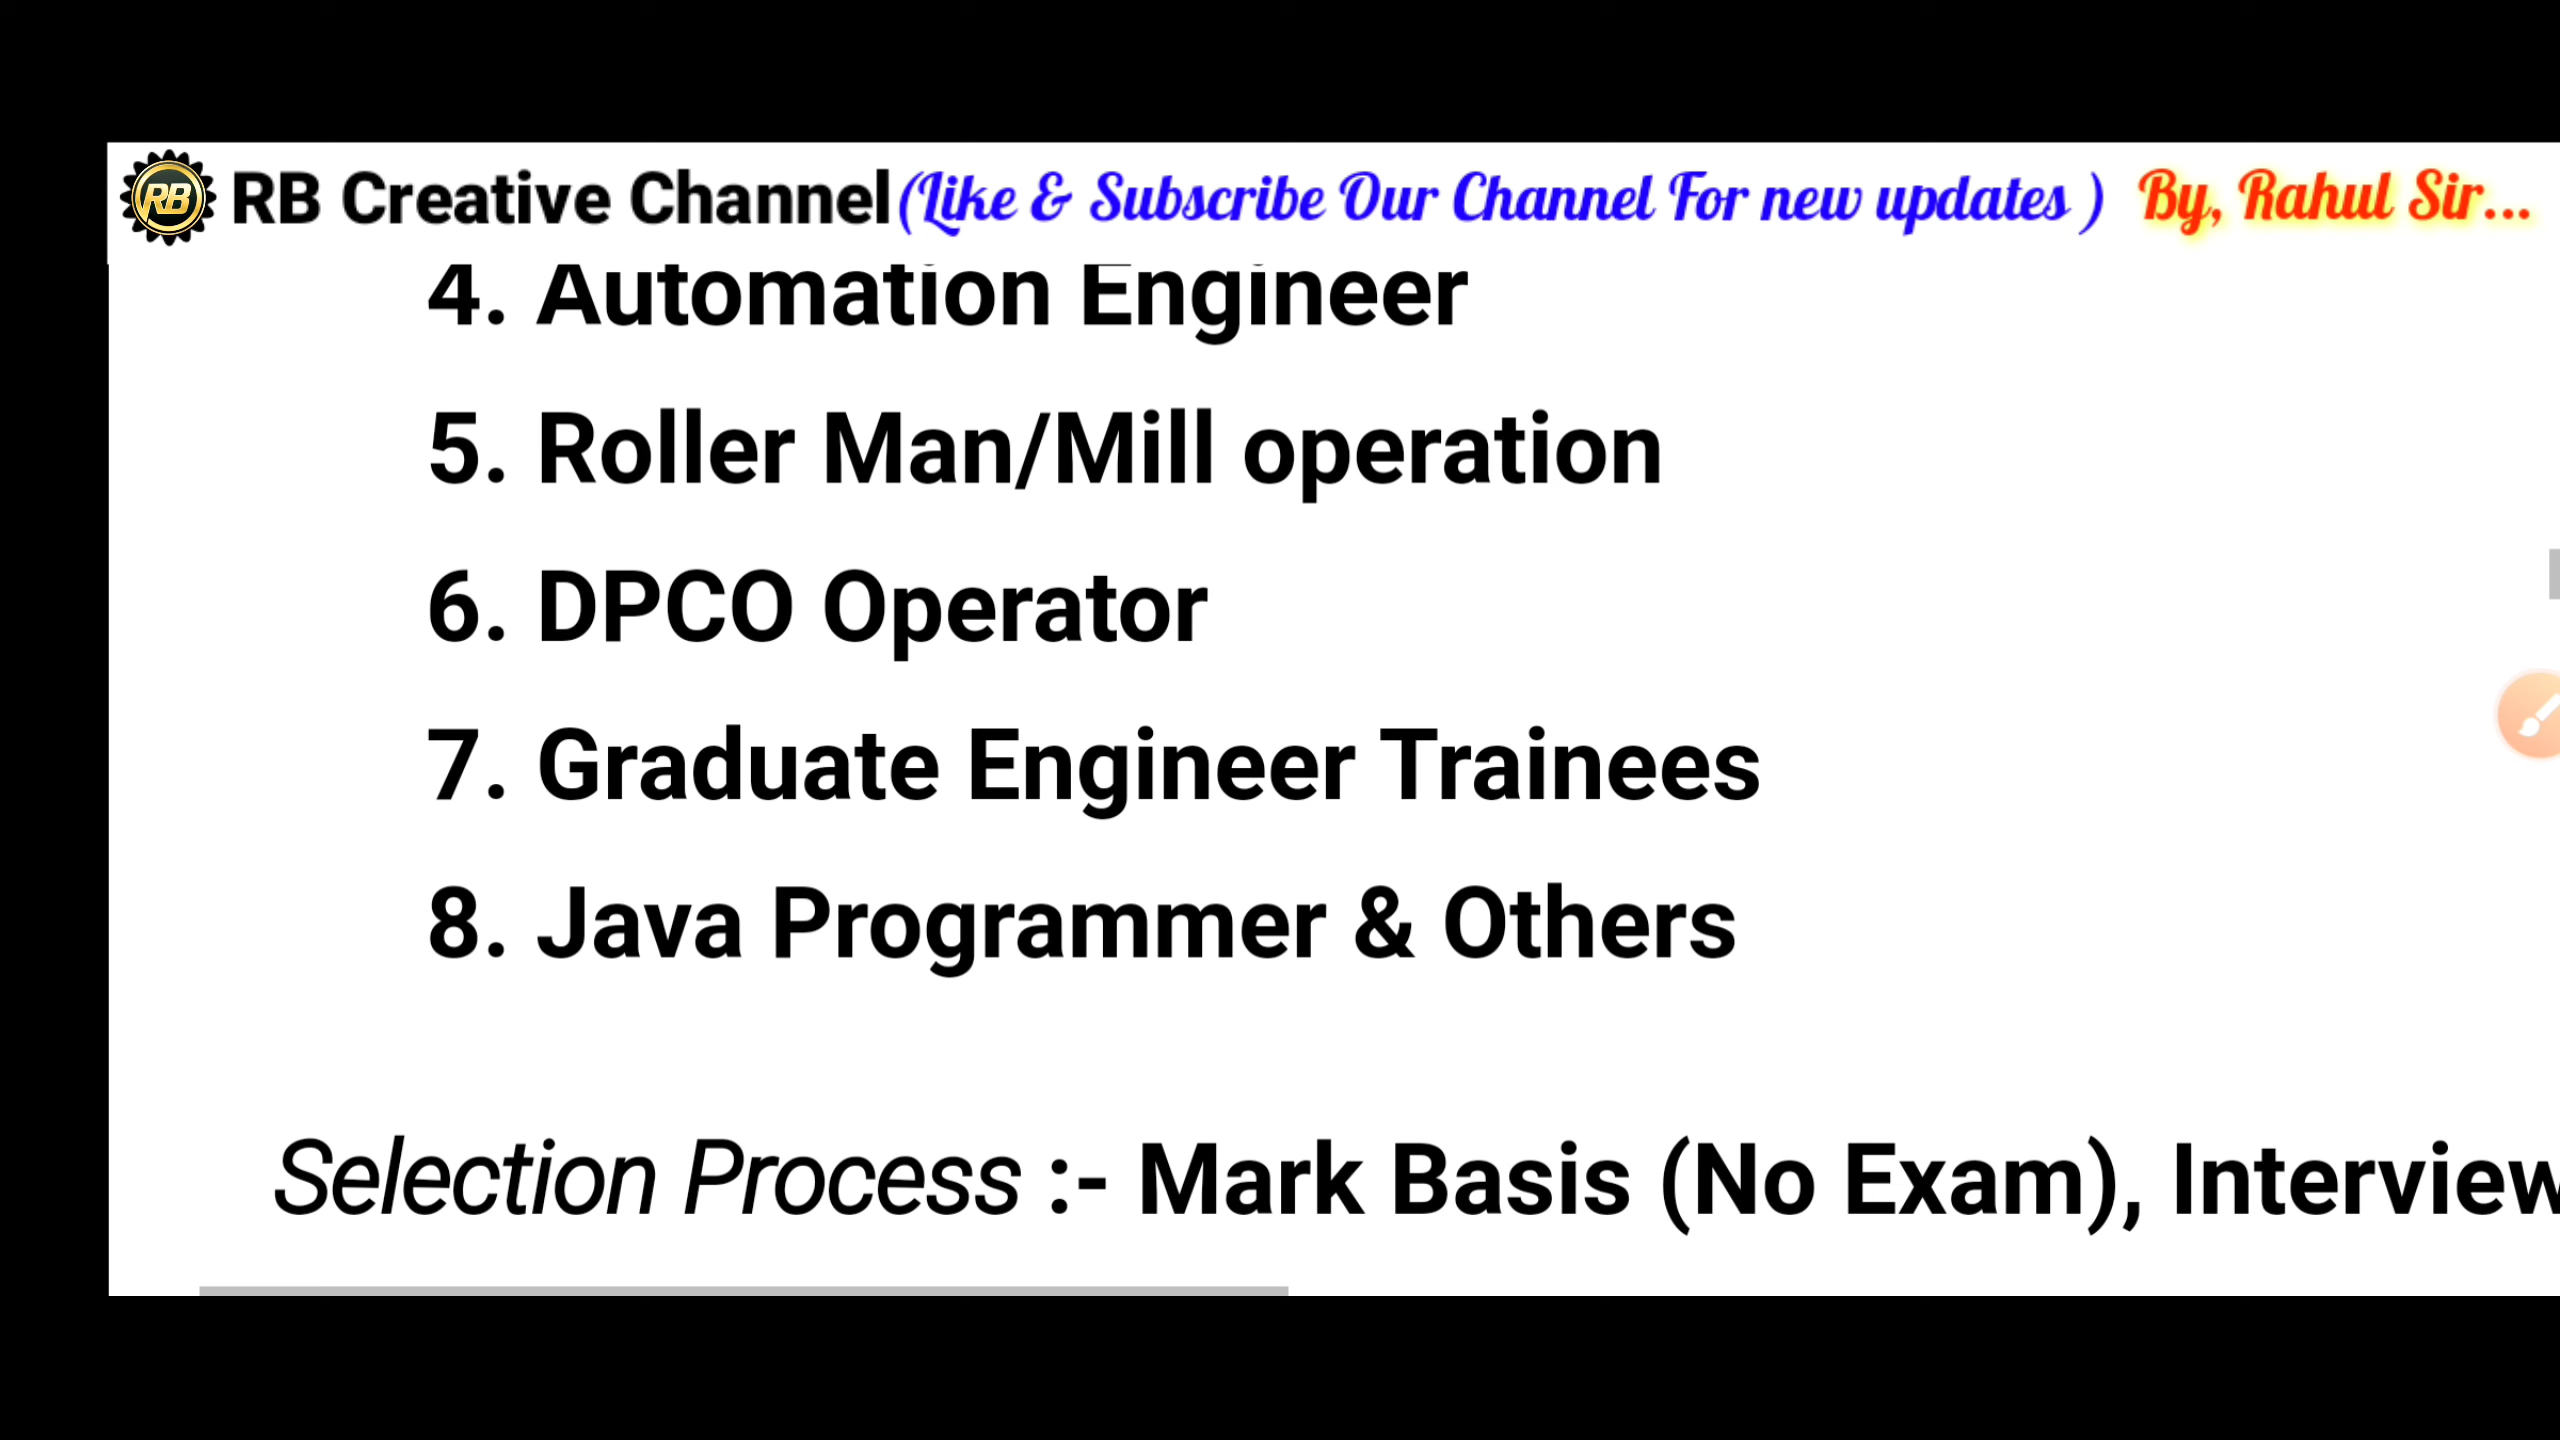 RB RB Creative Channel (Like & Subscribe Our Channel For new updates ) By, Rahul Sir...
4. Automation Engineer
5. Roller Man/Mill operation
6. DPCO Operator
7. Graduate Engineer Trainees
8. Java Programmer & Others
Selection Process :- Mark Basis (No Exam), Interview